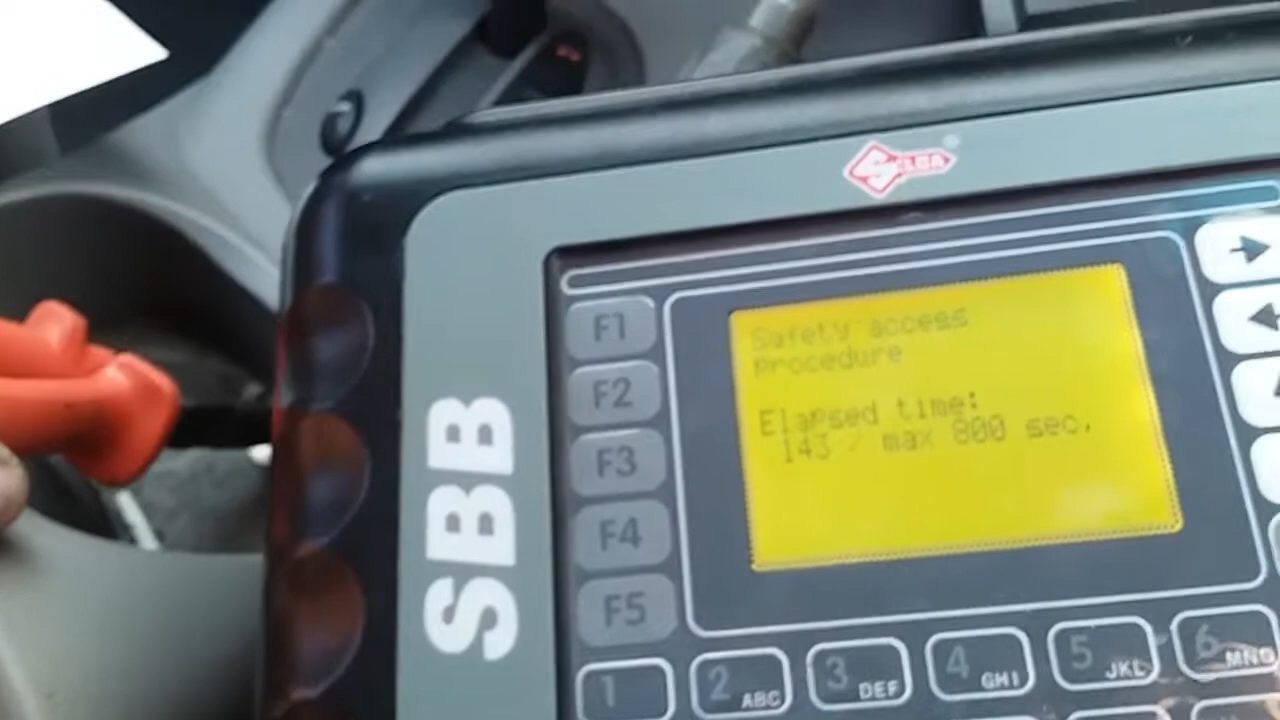 SILCA
SBB
F1
F2
F3
F4
F5
Safety access
Procedure
Elapsed time:
143 / max 800 sec.
1
2 ABC
3 DEF
4 GHI
5 JKL
6 MNO